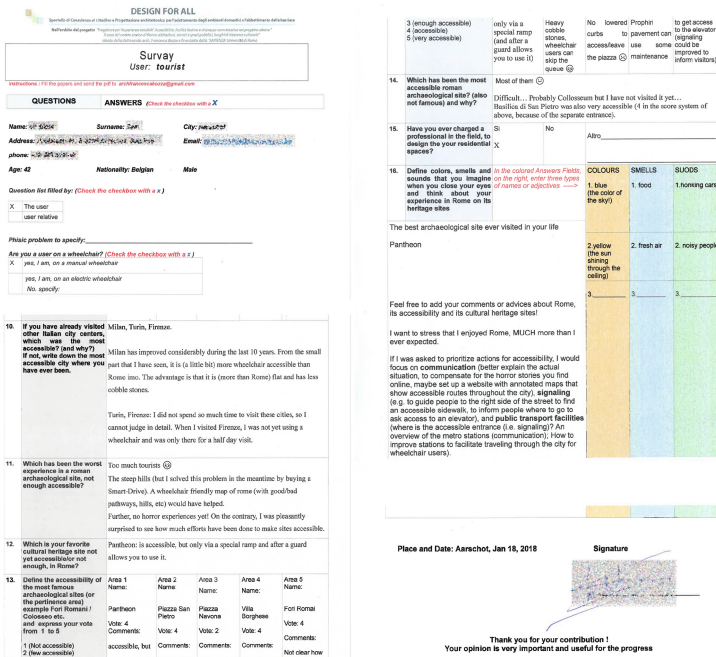 DESIGN FOR ALL
Survay
User: tourist
Instructions : Fill the papers and send the pdf to archifrancescatozza@gmail.com
QUESTIONS
ANSWERS (Check the checkbox with a X
Name:
Surname:
City:
Address:
Email:
phone:
Age: 42 Nationality: Belgian Male
Question list filled by: (Check the checkbox with a x )
X The user
user relative
Phisic problem to specify:
Are you a user on a wheelchair? (Check the checkbox with a x )
X yes, I am, on a manual wheelchair
yes, I am, on an electric wheelchair
No. specify:
10. If you have already visited other Italian city centers, which was the most accessible? (and why?)
If not, write down the most accessible city where you have ever been.
Milan, Turin, Firenze.
Milan has improved considerably during the last 10 years. From the small
part that I have seen, it is (a little bit) more wheelchair accessible than
Rome imo. The advantage is that it is (more than Rome) flat and has less
cobble stones.
Turin, Firenze: I did not spend so much time to visit these cities, so I
cannot judge in detail. When I visited Firenze, I was not yet using a
wheelchair and was only there for a half day visit.
11. Which has been the worst experience in a roman archaeological site, not enough accessible?
Too much tourists
The steep hills (but I solved this problem in the meantime by buying a
Smart-Drive). A wheelchair friendly map of rome (with good/bad
pathways, hills, etc) would have helped.
Further, no horror experiences yet! On the contrary, I was pleasantly
surprised to see how much efforts have been done to make sites accessible.
12. Which is your favorite cultural heritage site not yet accessible/or not enough, in Rome?
Pantheon: is accessible, but only via a special ramp and after a guard
allows you to use it.
13. Define the accessibility of the most famous archaeological sites (or the pertinence area) example Fori Romani / Colosseo etc. and express your vote from 1 to 5
1 (Not accessible)
2 (few accessible)
Area 1 Name: Pantheon Vote: 4 Comments: accessible, but
Area 2 Name: Piezza San Pietro Vote: 4 Comments:
Area 3 Name: Piazza Navona Vote: 2 Comments:
Area 4 Name: Villa Borghese Vote: 4 Comments:
Area 5 Name: Fori Romai Vote: 4 Comments: Not clear how
3 (enough accessible)
4 (accessible)
5 (very accessible)
only via a special ramp (and after a guard allows you to use it)
Heavy cobble stones, wheelchair users can skip the queue
No lowered curbs to access/leave the piazza
Prophin pavement can use some maintenance
to get access to the elevator (signaling could be improved to inform visitors)
14. Which has been the most accessible roman archaeological site? (also not famous) and why?
Most of them
Difficult… Probably Collosseum but I have not visited it yet…
Basilica di San Pietro was also very accessible (4 in the score system of
above, because of the separate entrance).
15. Have you ever charged a professional in the field, to design the your residential spaces?
Si
X
No
Altro
16. Define colors, smells and sounds that you imagine when you close your eyes and think about your experience in Rome on its heritage sites
In the colored Answers Fields, on the right, enter three types of names or adjectives ---->
COLOURS
1. blue (the color of the sky!)
SMELLS
1. food
SUODS
1.honking cars
The best archaeological site ever visited in your life
Pantheon
2.yellow (the sun shining through the ceiling)
2. fresh air
2. noisy people
3.
3.
3.
Feel free to add your comments or advices about Rome,
its accessibility and its cultural heritage sites!
I want to stress that I enjoyed Rome, MUCH more than I
ever expected.
If I was asked to prioritize actions for accessibility, I would
focus on communication (better explain the actual
situation, to compensate for the horror stories you find
online, maybe set up a website with annotated maps that
show accessible routes throughout the city), signaling
(e.g. to guide people to the right side of the street to find
an accessible sidewalk, to inform people where to go to
ask access to an elevator), and public transport facilities
(where is the accessible entrance (i.e. signaling)? An
overview of the metro stations (communication); How to
improve stations to facilitate traveling through the city for
wheelchair users).
Place and Date: Aarschot, Jan 18, 2018
Signature
Thank you for your contribution !
Your opinion is very important and useful for the progress